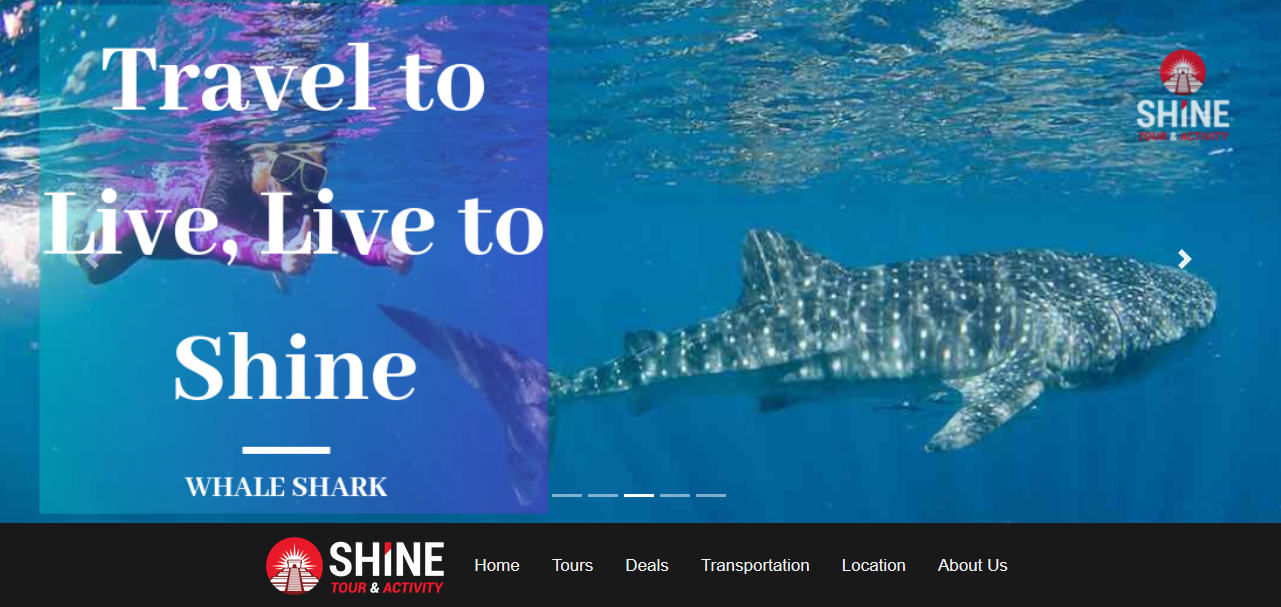 Travel to
Live, Live to
Shine
WHALE SHARK
SHINE
TOUR & ACTIVITY
SHINE
TOUR & ACTIVITY
Home
Tours
Deals
Transportation
Location
About Us